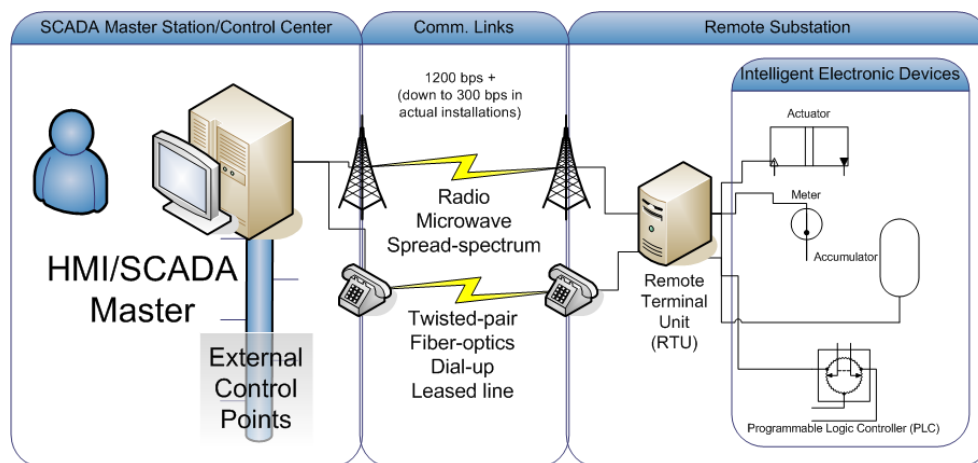 SCADA Master Station/Control Center
HMI/SCADA
Master
External
Control
Points
Comm. Links
1200 bps +
(down to 300 bps in
actual installations)
Radio
Microwave
Spread-spectrum
Twisted-pair
Fiber-optics
Dial-up
Leased line
Remote Substation
Remote
Terminal
Unit
(RTU)
Intelligent Electronic Devices
Actuator
Meter
Accumulator
Programmable Logic Controller (PLC)